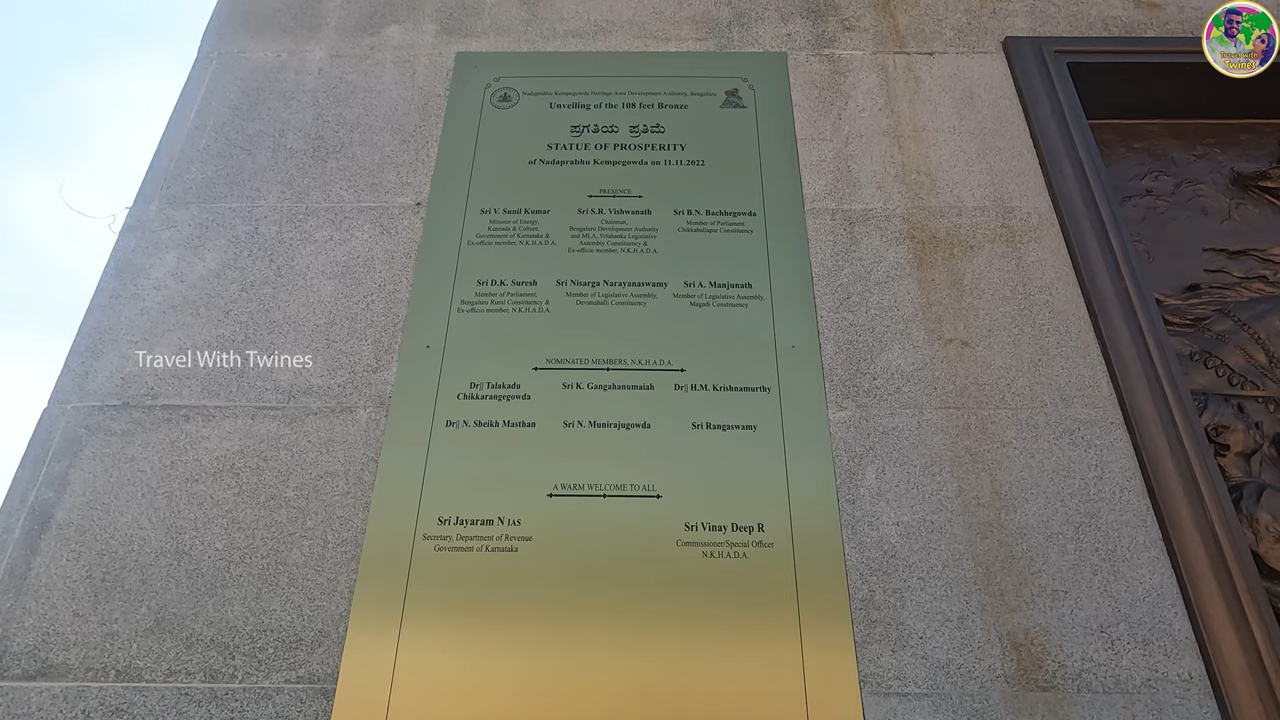 Travel with
Twines
Nadaprabhu Kempegowda Heritage Area Development Authority, Bengaluru
Unveiling of the 108 feet Bronze
ಪ್ರಗತಿಯ ಪ್ರತಿಮೆ
STATUE OF PROSPERITY
of Nadaprabhu Kempegowda on 11.11.2022
PRESENCE
Sri V. Sunil Kumar
Minister of Energy,
Kannada & Culture,
Government of Karnataka &
Ex-officio member, N.K.H.A.D.A.
Sri S.R. Vishwanath
Chairman,
Bengaluru Development Authority
and MLA, Yelahanka Legislative
Assembly Constituency &
Ex-officio member, N.K.H.A.D.A.
Sri B.N. Bachhegowda
Member of Parliament,
Chikkaballapur Constituency
Sri D.K. Suresh
Member of Parliament,
Bengaluru Rural Constituency &
Ex-officio member, N.K.H.A.D.A.
Sri Nisarga Narayanaswamy
Member of Legislative Assembly,
Devanahalli Constituency
Sri A. Manjunath
Member of Legislative Assembly,
Magadi Constituency
Travel With Twines
NOMINATED MEMBERS, N.K.H.A.D.A.
Dr|| Talakadu
Chikkarangegowda
Sri K. Gangahanumaiah
Dr|| H.M. Krishnamurthy
Dr|| N. Sheikh Masthan
Sri N. Munirajugowda
Sri Rangaswamy
A WARM WELCOME TO ALL
Sri Jayaram N IAS
Secretary, Department of Revenue
Government of Karnataka
Sri Vinay Deep R
Commissioner/Special Officer
N.K.H.A.D.A.